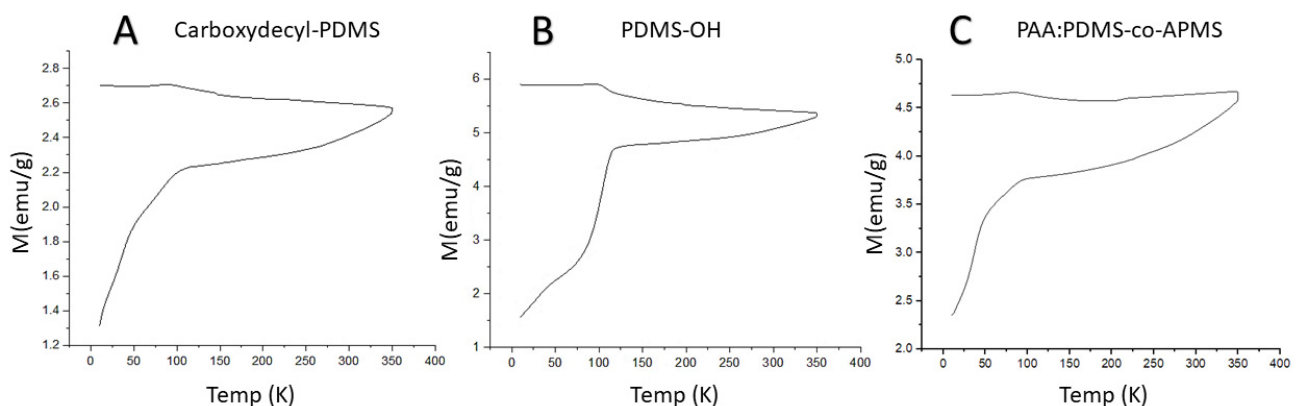 A Carboxydecyl-PDMS
M(emu/g)
2.8
2.6
2.4
2.2
2.0
1.8
1.6
1.4
1.2
0 50 100 150 200 250 300 350 400
Temp (K)
B PDMS-OH
M(emu/g)
6
5
4
3
2
1
0 50 100 150 200 250 300 350 400
Temp (K)
C PAA:PDMS-co-APMS
M(emu/g)
5.0
4.5
4.0
3.5
3.0
2.5
2.0
0 50 100 150 200 250 300 350 400
Temp (K)